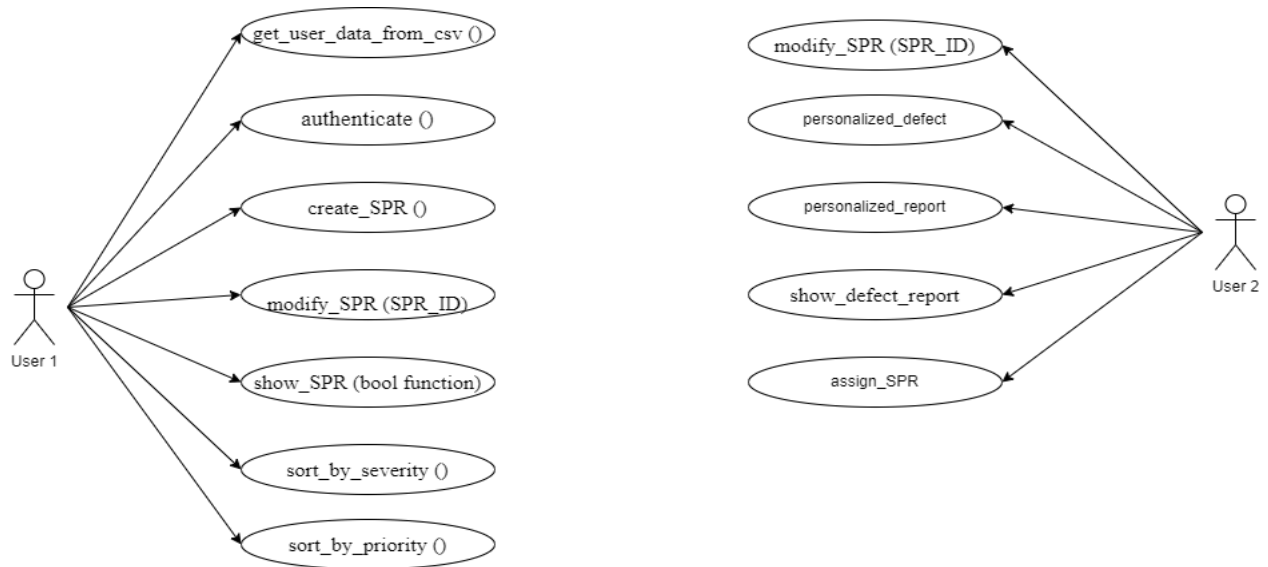 get_user_data_from_csv ()
authenticate ()
create_SPR ()
modify_SPR (SPR_ID)
show_SPR (bool function)
sort_by_severity ()
sort_by_priority ()
User 1
modify_SPR (SPR_ID)
personalized_defect
personalized_report
show_defect_report
assign_SPR
User 2